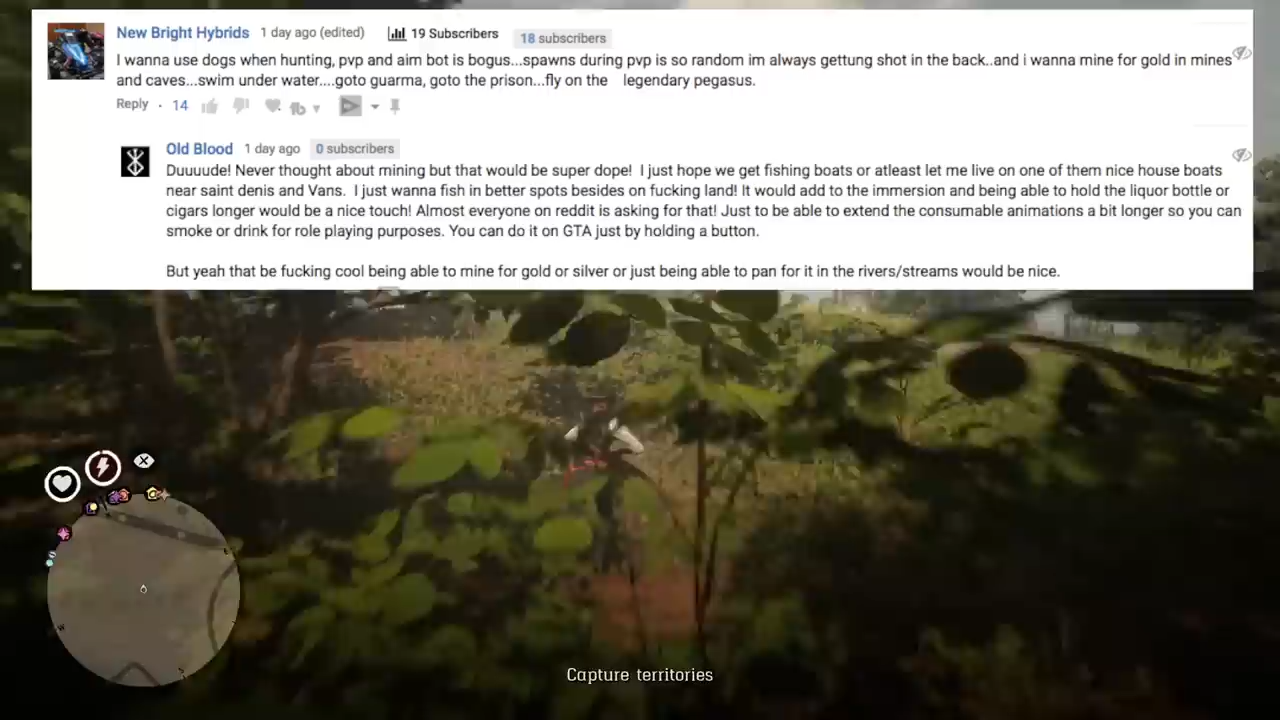 New Bright Hybrids 1 day ago (edited) 19 Subscribers 18 subscribers
I wanna use dogs when hunting, pvp and aim bot is bogus...spawns during pvp is so random im always gettung shot in the back..and i wanna mine for gold in mines
and caves...swim under water....goto guarma, goto the prison...fly on the legendary pegasus.
Reply · 14
Old Blood 1 day ago 0 subscribers
Duuuude! Never thought about mining but that would be super dope! I just hope we get fishing boats or atleast let me live on one of them nice house boats
near saint denis and Vans. I just wanna fish in better spots besides on fucking land! It would add to the immersion and being able to hold the liquor bottle or
cigars longer would be a nice touch! Almost everyone on reddit is asking for that! Just to be able to extend the consumable animations a bit longer so you can
smoke or drink for role playing purposes. You can do it on GTA just by holding a button.
But yeah that be fucking cool being able to mine for gold or silver or just being able to pan for it in the rivers/streams would be nice.
W
Capture territories